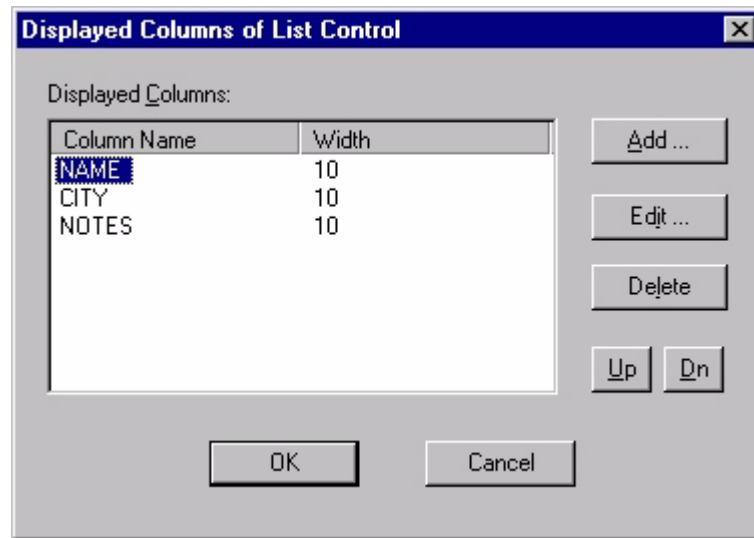 Displayed Columns of List Control
Displayed Columns:
Column Name Width
NAME 10
CITY 10
NOTES 10
Add ...
Edit ...
Delete
Up Dn
OK Cancel